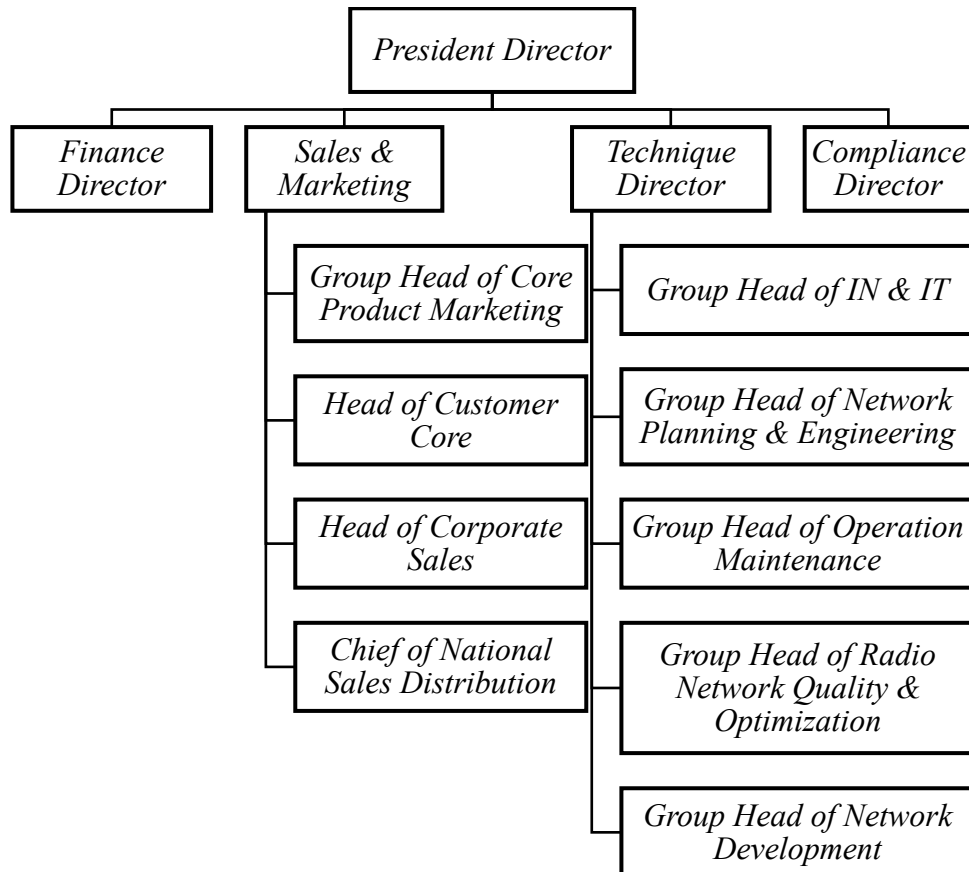 President Director
Finance
Director
Sales &
Marketing
Technique
Director
Compliance
Director
Group Head of Core
Product Marketing
Head of Customer
Core
Head of Corporate
Sales
Chief of National
Sales Distribution
Group Head of IN & IT
Group Head of Network
Planning & Engineering
Group Head of Operation
Maintenance
Group Head of Radio
Network Quality &
Optimization
Group Head of Network
Development